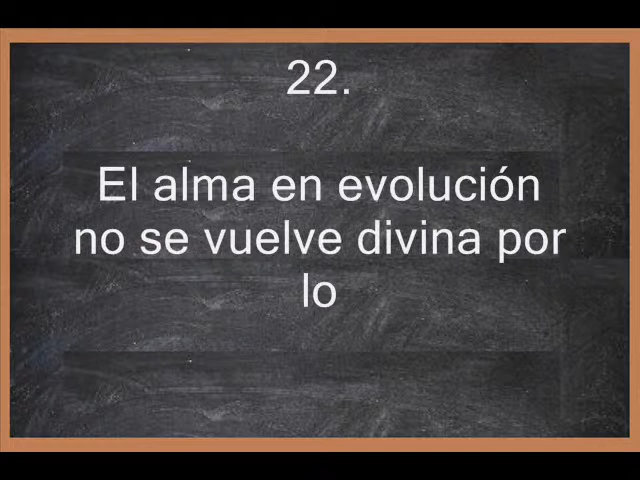 22.
El alma en evolución
no se vuelve divina por
lo